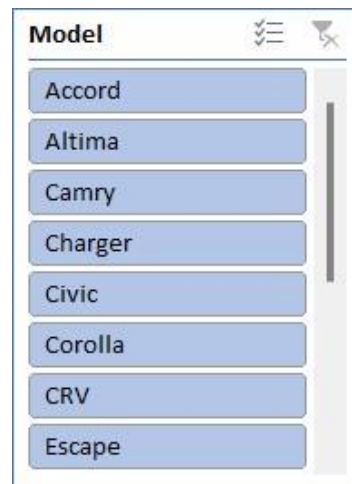 Model
Accord
Altima
Camry
Charger
Civic
Corolla
CRV
Escape